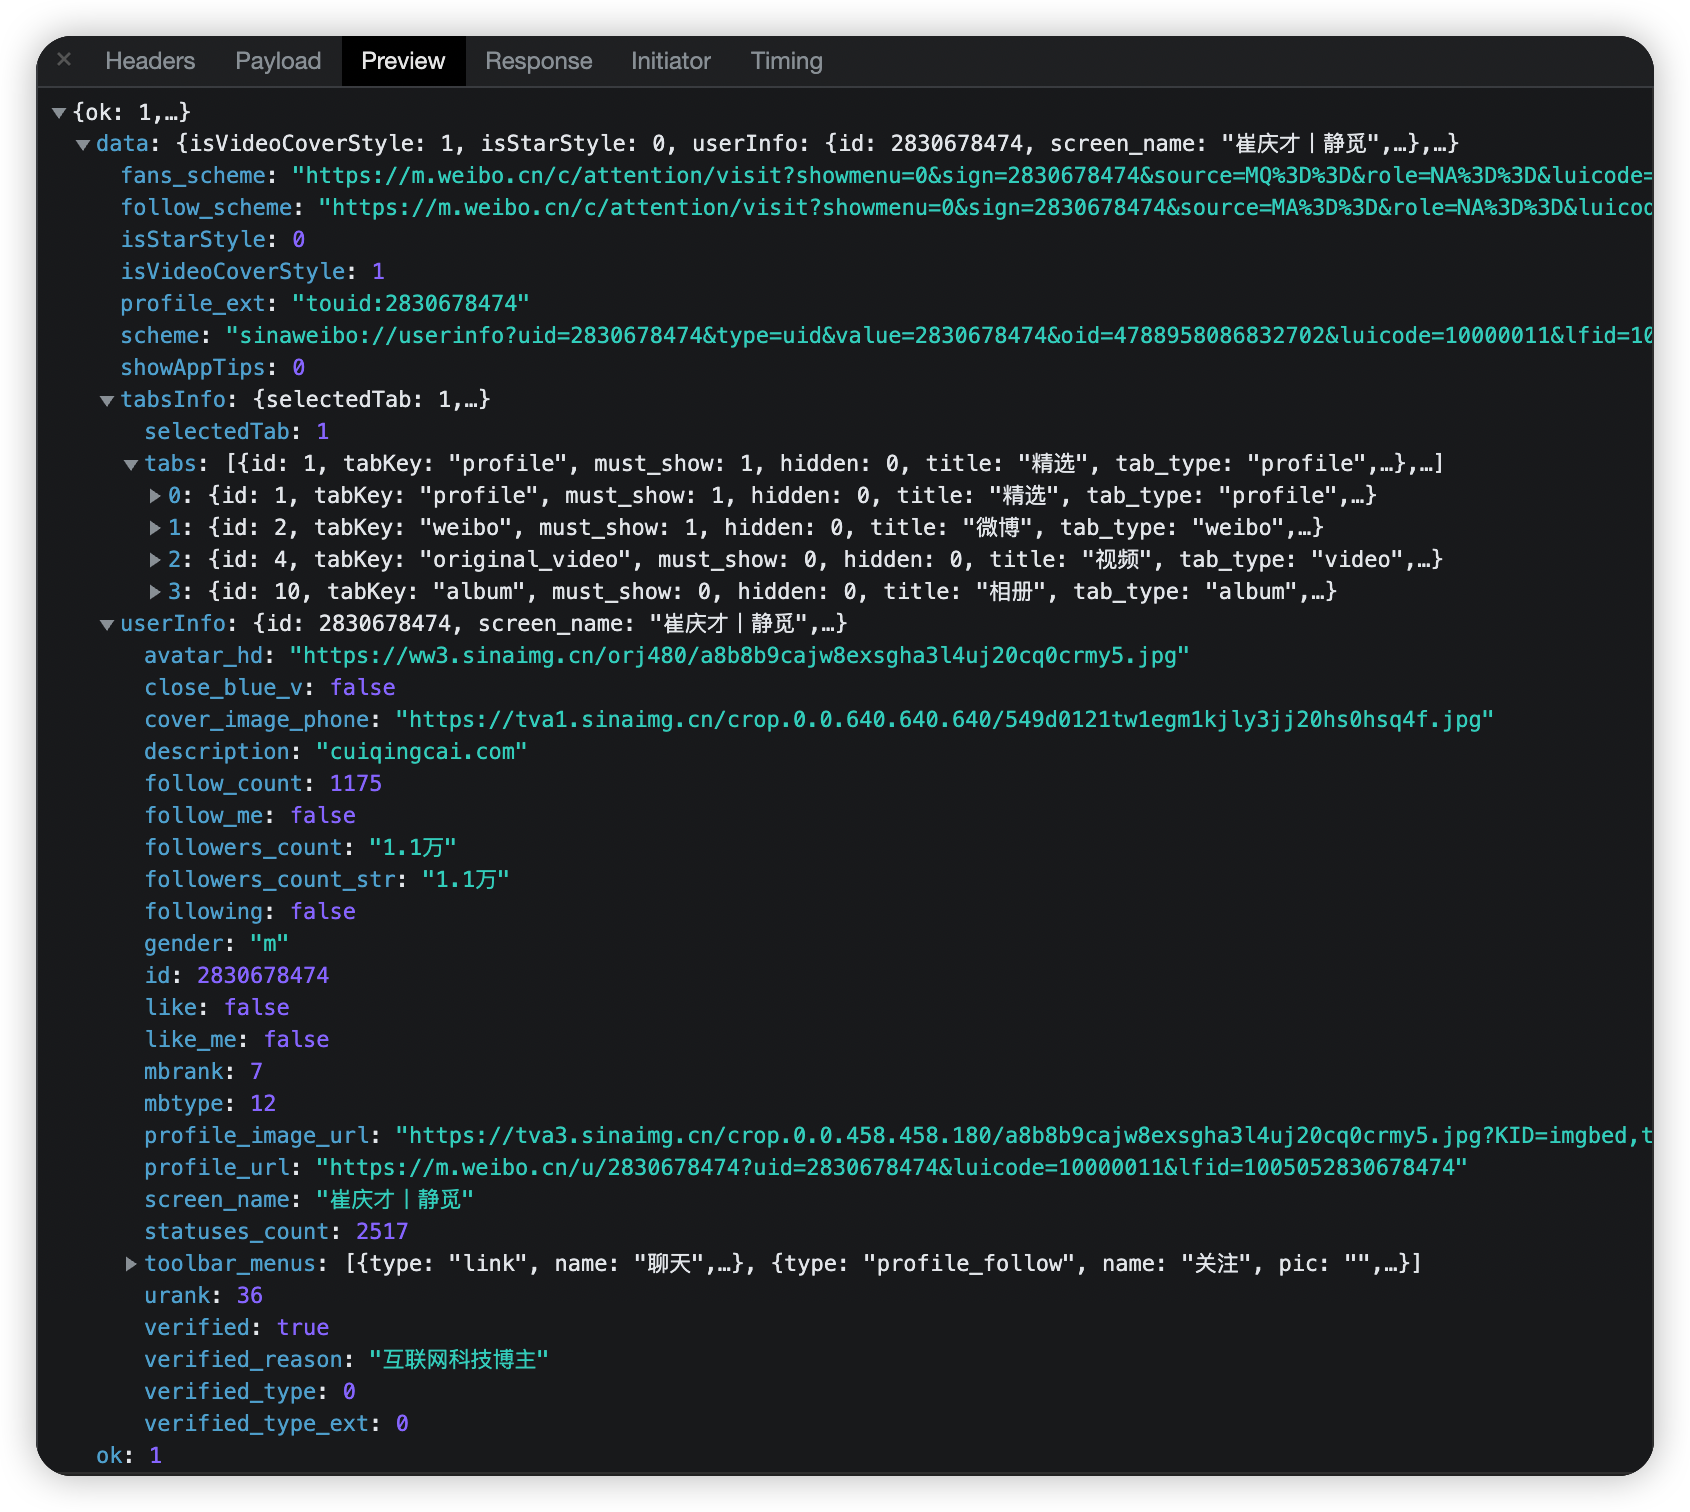 × Headers Payload Preview Response Initiator Timing
▼{ok: 1,…}
▼data: {isVideoCoverStyle: 1, isStarStyle: 0, userInfo: {id: 2830678474, screen_name: "崔庆才丨静觅",…},…}
fans_scheme: "https://m.weibo.cn/c/attention/visit?showmenu=0&sign=2830678474&source=MQ%3D%3D&role=NA%3D%3D&luicode=
follow_scheme: "https://m.weibo.cn/c/attention/visit?showmenu=0&sign=2830678474&source=MA%3D%3D&role=NA%3D%3D&luicod
isStarStyle: 0
isVideoCoverStyle: 1
profile_ext: "touid:2830678474"
scheme: "sinaweibo://userinfo?uid=2830678474&type=uid&value=2830678474&oid=4788958086832702&luicode=10000011&lfid=10
showAppTips: 0
▼tabsInfo: {selectedTab: 1,…}
selectedTab: 1
▼tabs: [{id: 1, tabKey: "profile", must_show: 1, hidden: 0, title: "精选", tab_type: "profile",…},…]
▶0: {id: 1, tabKey: "profile", must_show: 1, hidden: 0, title: "精选", tab_type: "profile",…}
▶1: {id: 2, tabKey: "weibo", must_show: 1, hidden: 0, title: "微博", tab_type: "weibo",…}
▶2: {id: 4, tabKey: "original_video", must_show: 0, hidden: 0, title: "视频", tab_type: "video",…}
▶3: {id: 10, tabKey: "album", must_show: 0, hidden: 0, title: "相册", tab_type: "album",…}
▼userInfo: {id: 2830678474, screen_name: "崔庆才丨静觅",…}
avatar_hd: "https://ww3.sinaimg.cn/orj480/a8b8b9cajw8exsgha3l4uj20cq0crmy5.jpg"
close_blue_v: false
cover_image_phone: "https://tva1.sinaimg.cn/crop.0.0.640.640.640/549d0121tw1egm1kjly3jj20hs0hsq4f.jpg"
description: "cuiqingcai.com"
follow_count: 1175
follow_me: false
followers_count: "1.1万"
followers_count_str: "1.1万"
following: false
gender: "m"
id: 2830678474
like: false
like_me: false
mbrank: 7
mbtype: 12
profile_image_url: "https://tva3.sinaimg.cn/crop.0.0.458.458.180/a8b8b9cajw8exsgha3l4uj20cq0crmy5.jpg?KID=imgbed,t
profile_url: "https://m.weibo.cn/u/2830678474?uid=2830678474&luicode=10000011&lfid=1005052830678474"
screen_name: "崔庆才丨静觅"
statuses_count: 2517
▶toolbar_menus: [{type: "link", name: "聊天",…}, {type: "profile_follow", name: "关注", pic: "",…}]
urank: 36
verified: true
verified_reason: "互联网科技博主"
verified_type: 0
verified_type_ext: 0
ok: 1